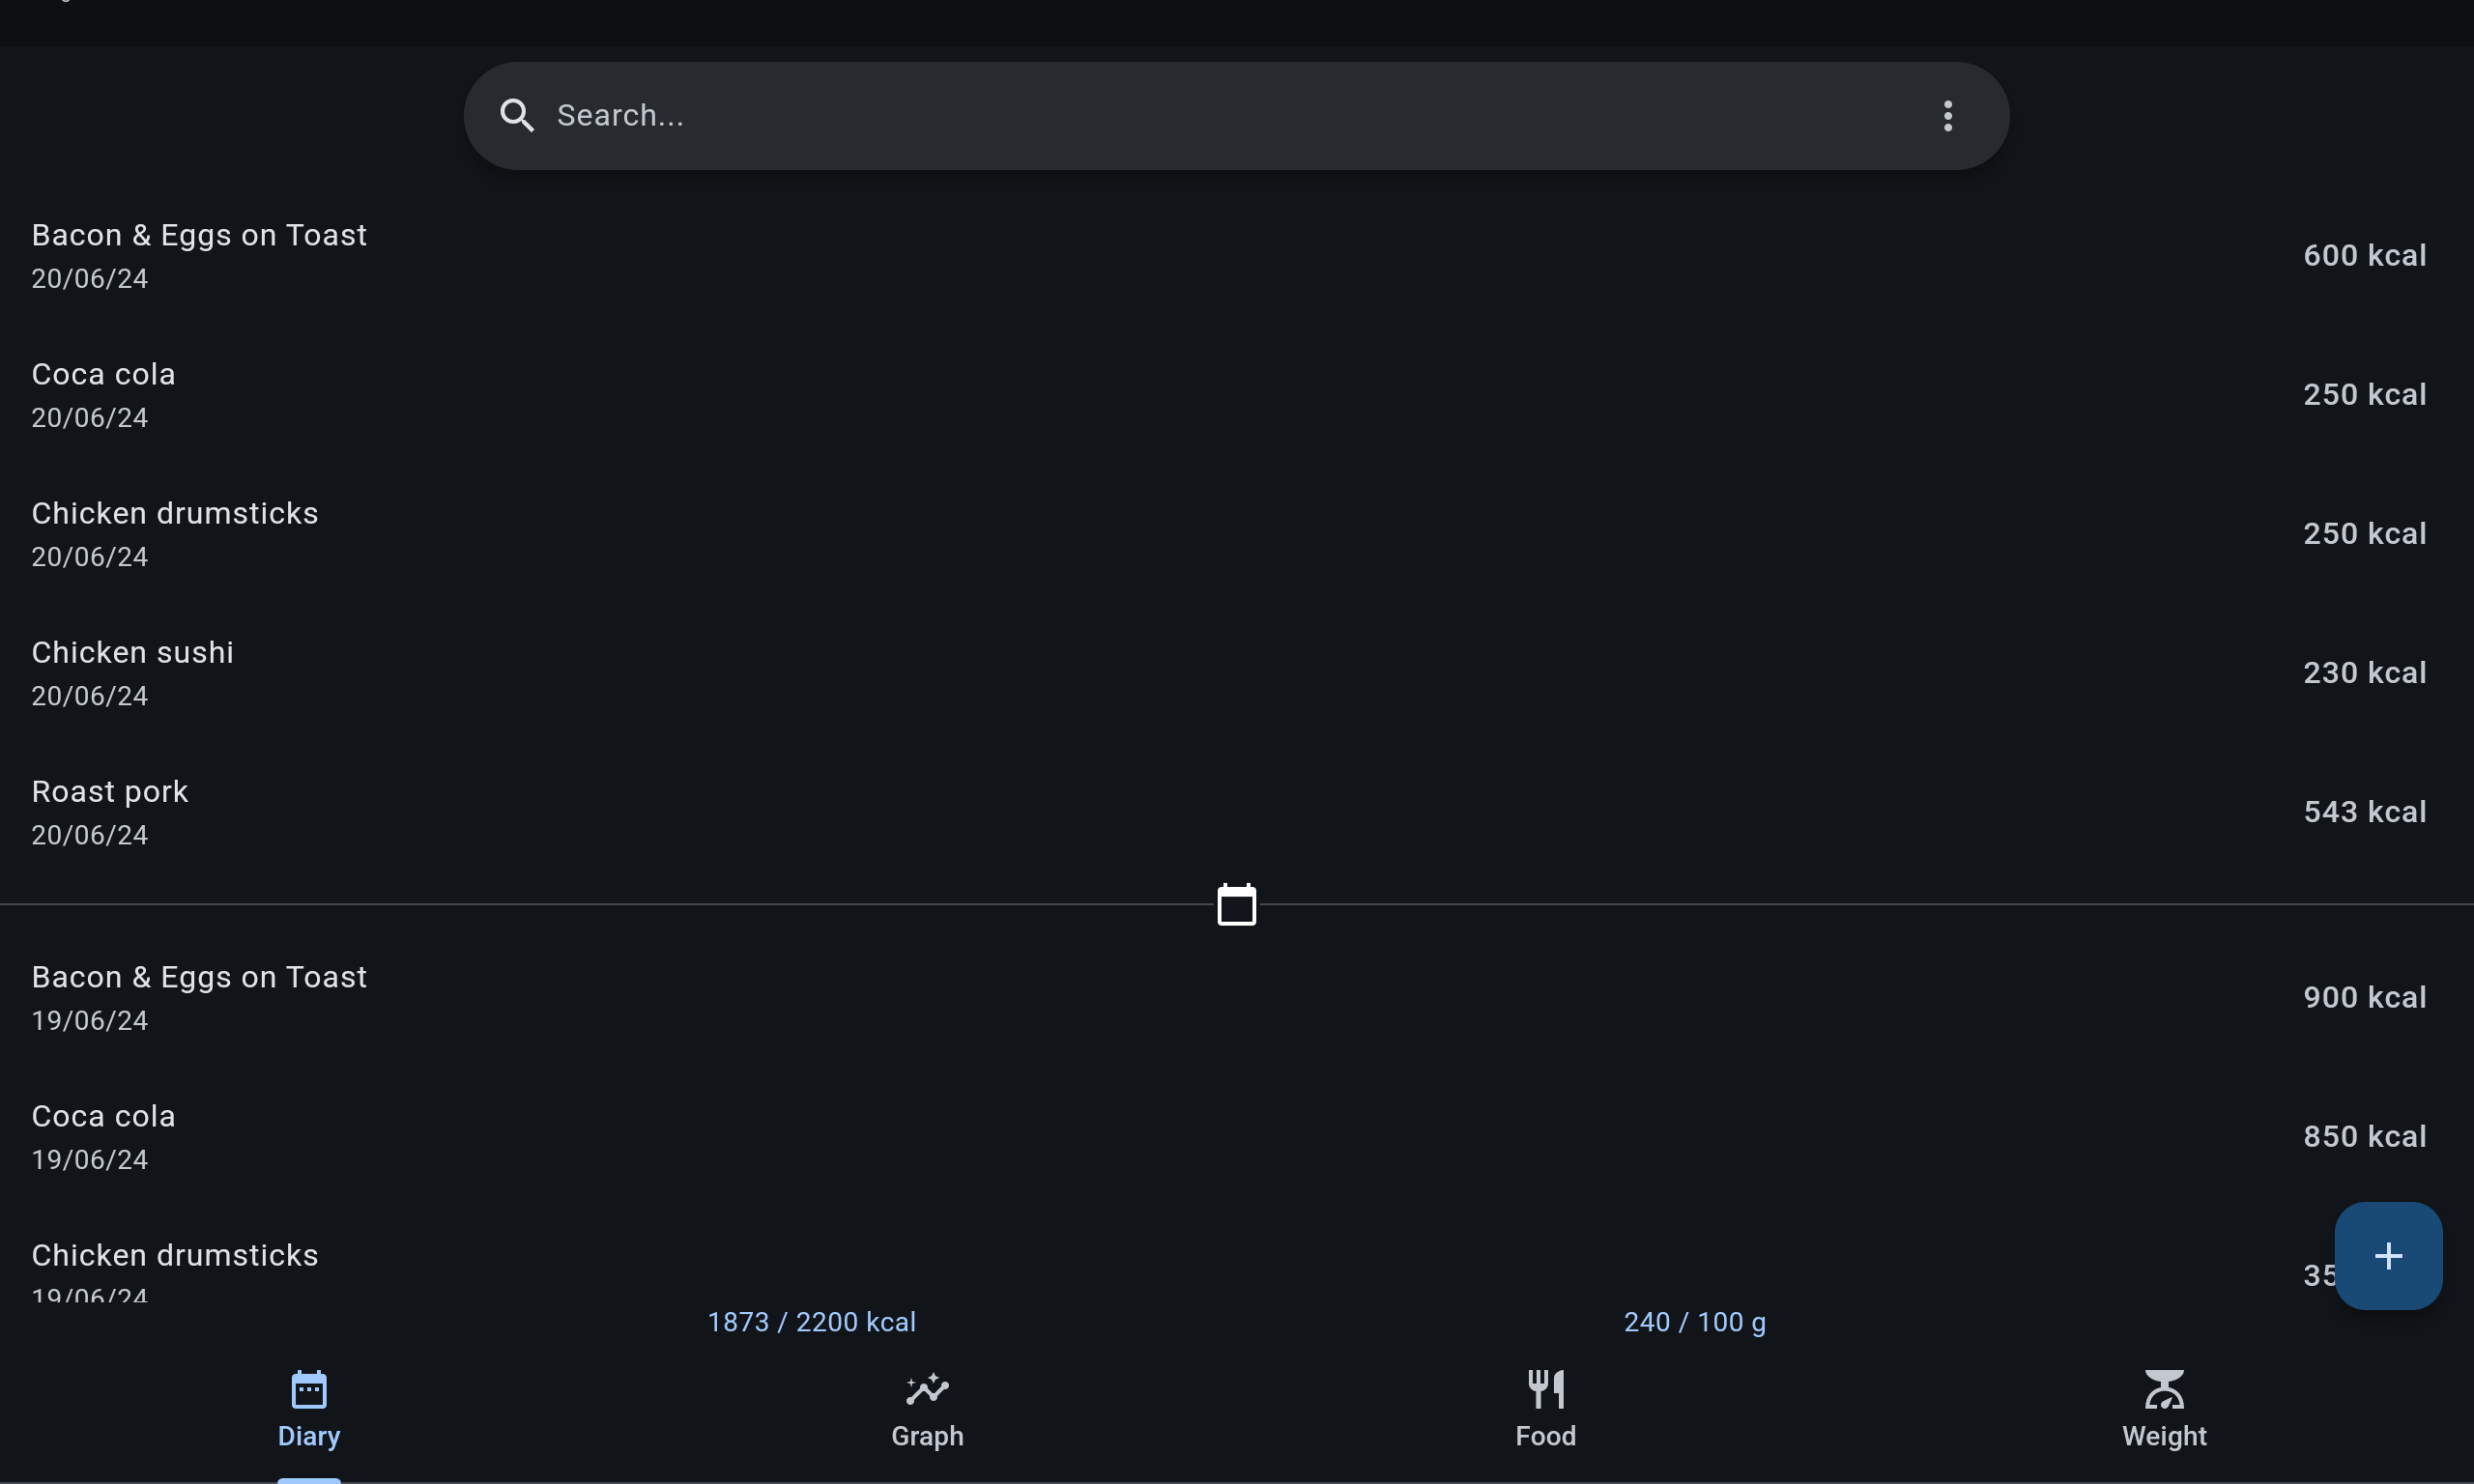 Search...
Bacon & Eggs on Toast
600 kcal
20/06/24
Coca cola
250 kcal
20/06/24
Chicken drumsticks
250 kcal
20/06/24
Chicken sushi
230 kcal
20/06/24
Roast pork
543 kcal
20/06/24
Bacon & Eggs on Toast
900 kcal
19/06/24
Coca cola
850 kcal
19/06/24
Chicken drumsticks
35
19/06/24
1873 / 2200 kcal
240 / 100 g
Diary
Graph
Food
Weight